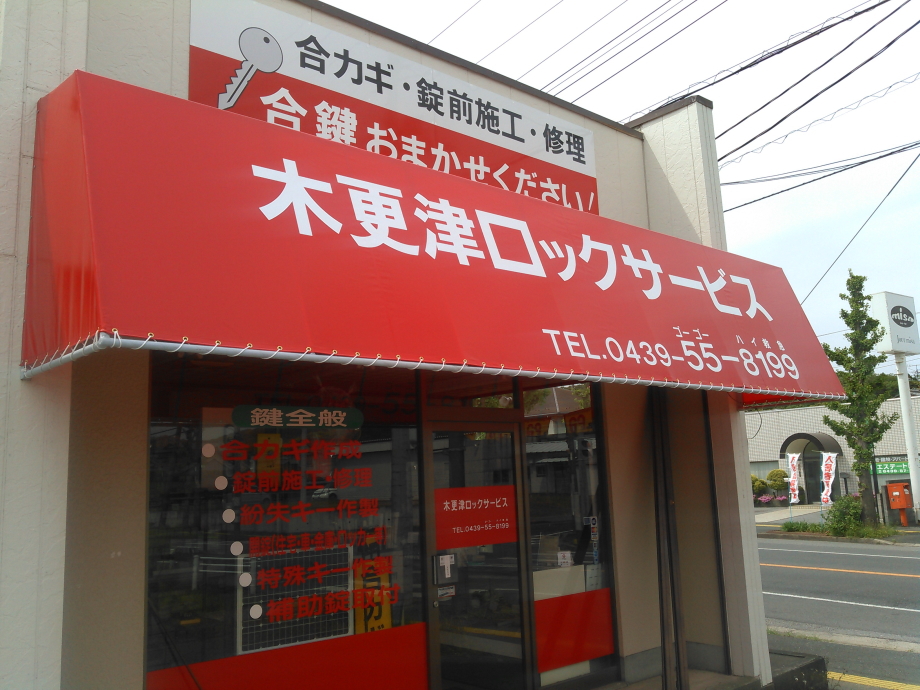 合カギ・錠前施工・修理
合鍵おまかせください!
木更津ロックサービス
ゴーゴー
TEL.0439-55-8199
鍵全般
合カギ作成
錠前施工・修理
紛失キー作製
特殊キー作製
補助錠取付
木更津ロックサービス
TEL.0439-55-8199